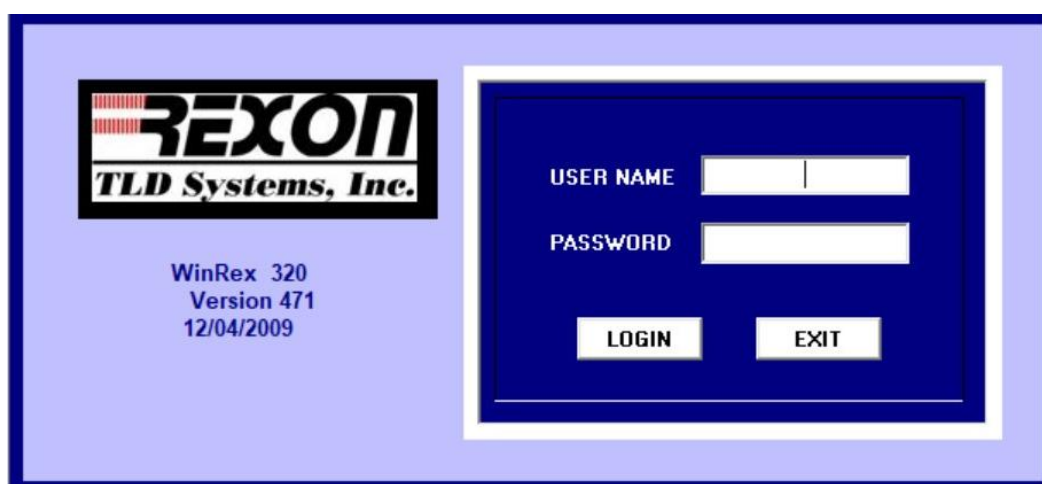 REXON
TLD Systems, Inc.
WinRex 320
Version 471
12/04/2009
USER NAME
PASSWORD
LOGIN
EXIT